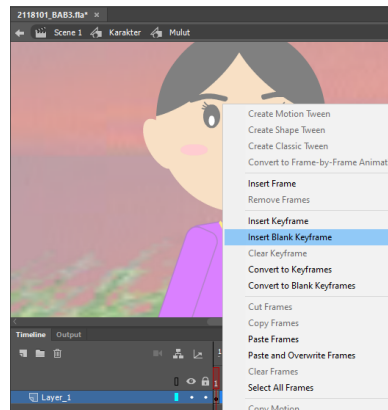 2118101_BAB3.fla* ×
Scene 1 Karakter Mulut
Create Motion Tween
Create Shape Tween
Create Classic Tween
Convert to Frame-by-Frame Animat
Insert Frame
Remove Frames
Insert Keyframe
Insert Blank Keyframe
Clear Keyframe
Convert to Keyframes
Convert to Blank Keyframes
Cut Frames
Copy Frames
Paste Frames
Paste and Overwrite Frames
Clear Frames
Select All Frames
Copy Motion
Timeline Output
1
1
Layer_1